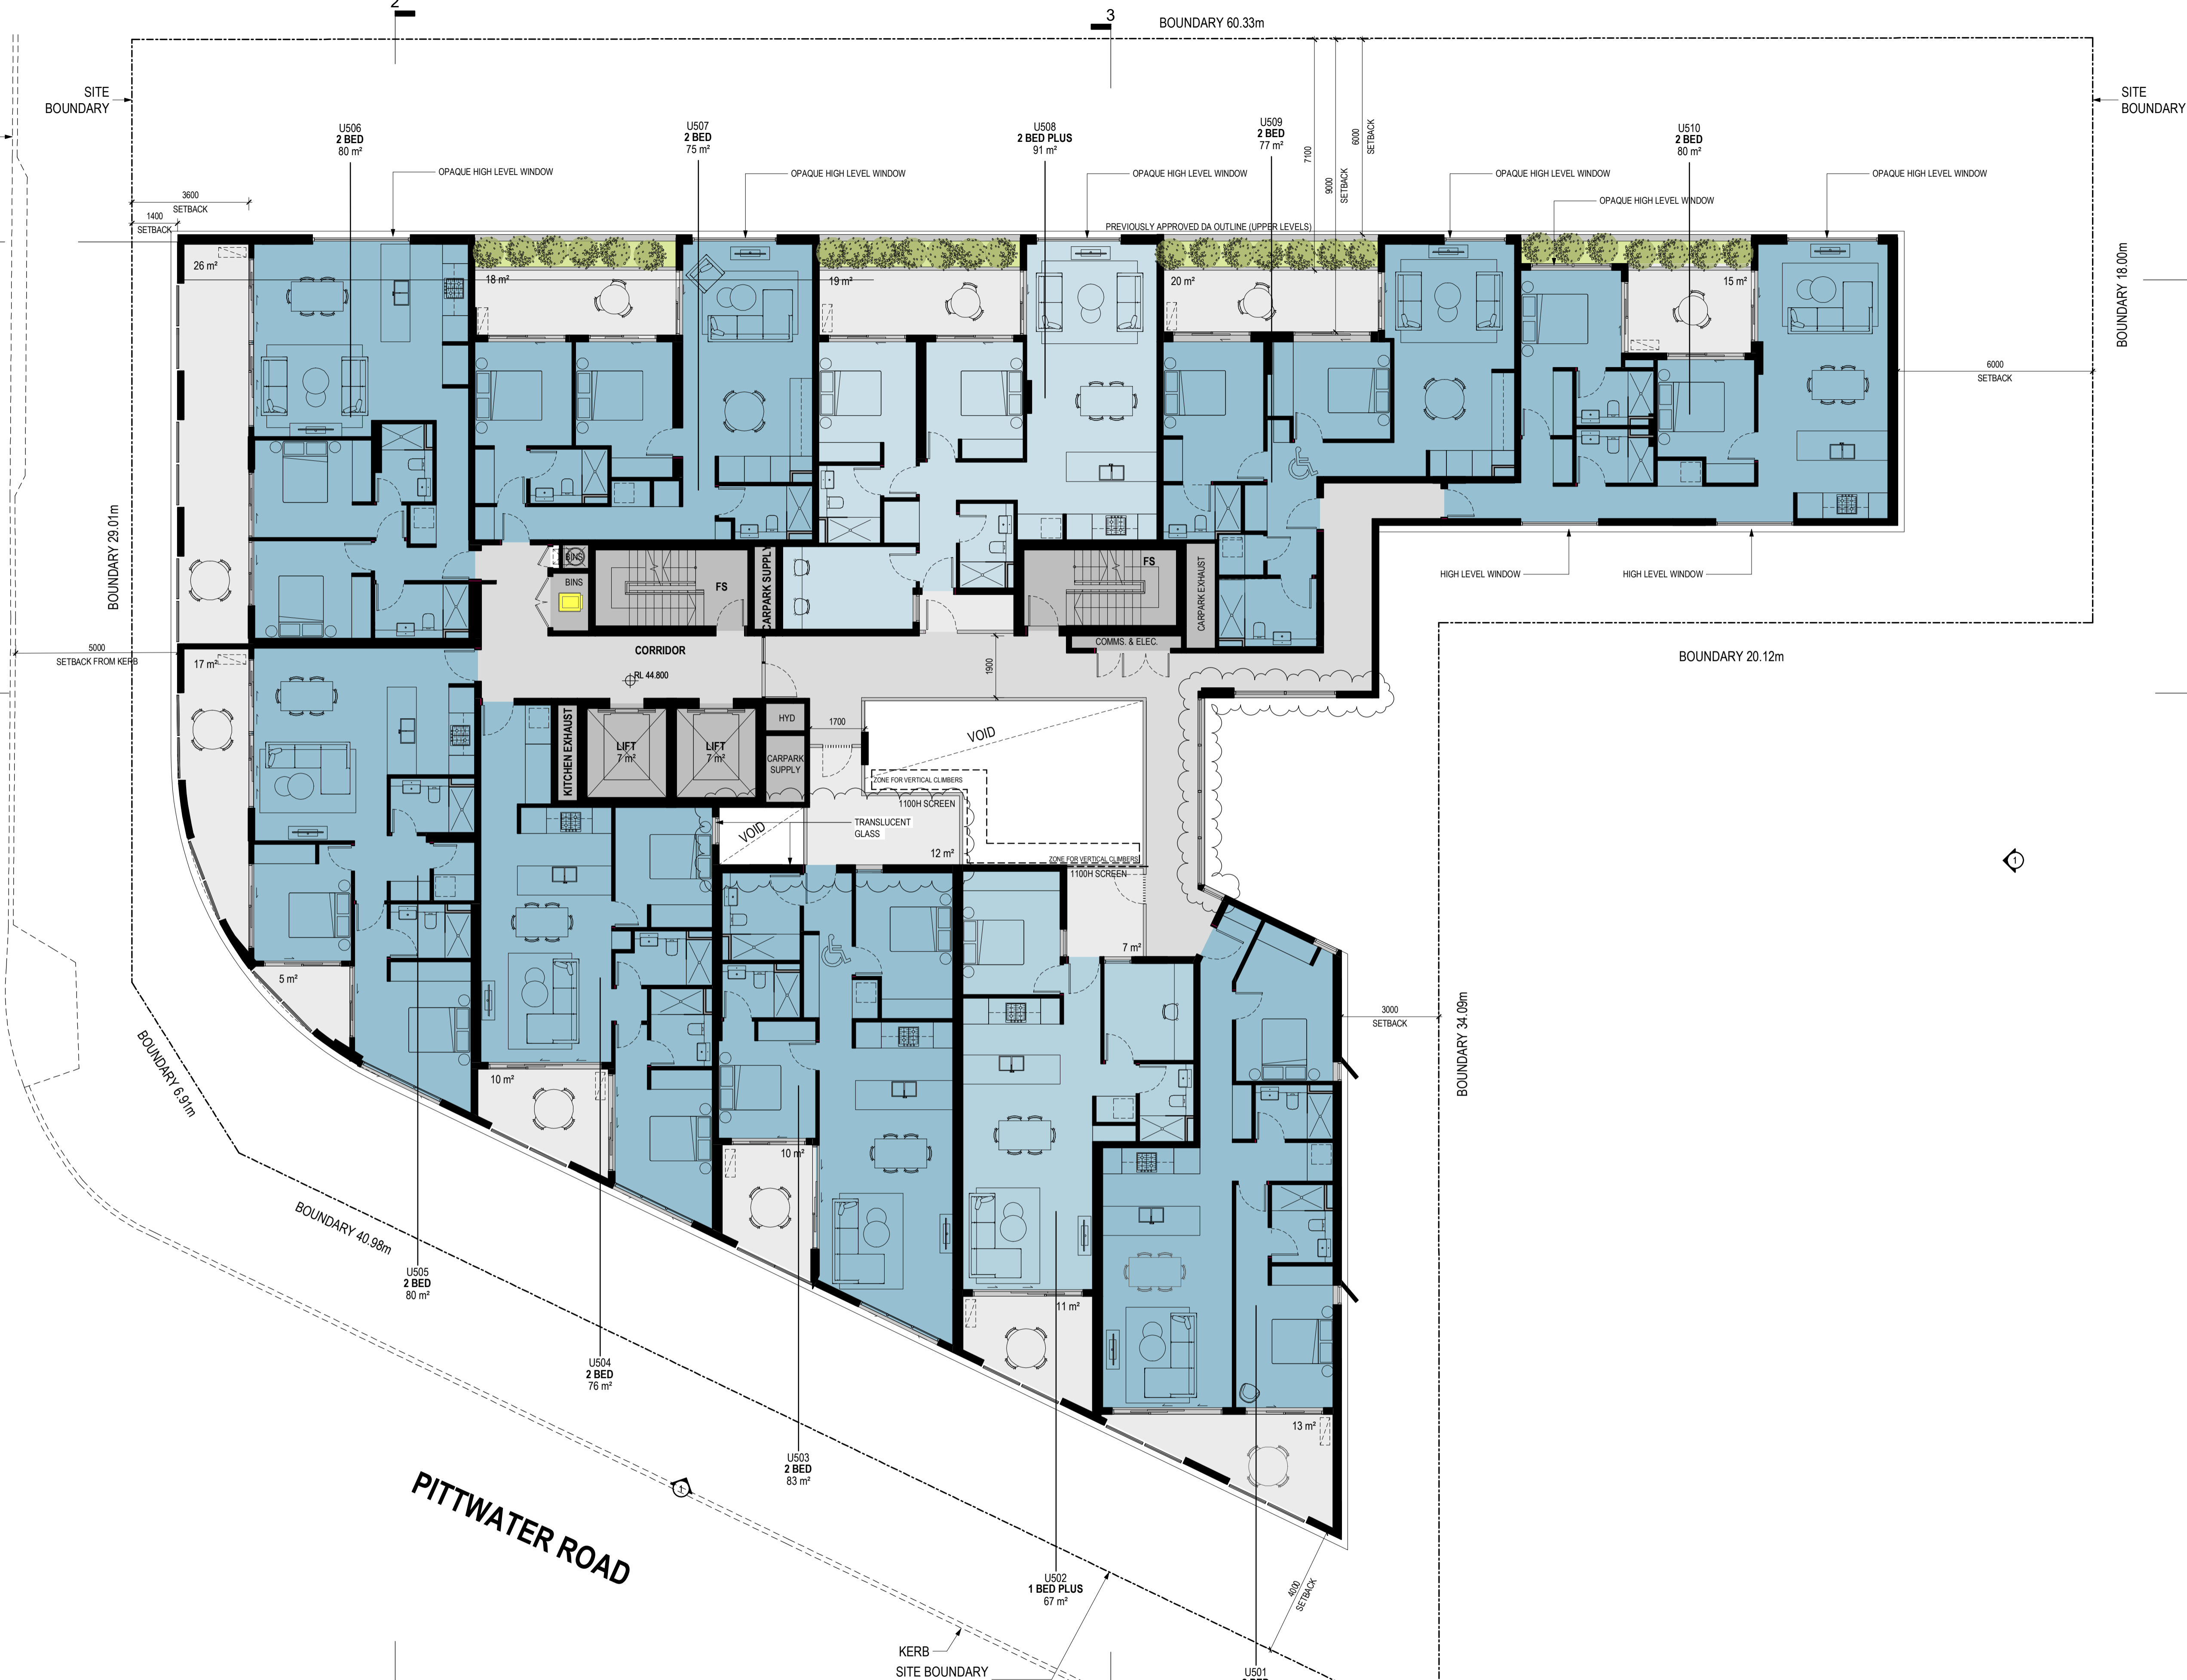 2
3
BOUNDARY 60.33m
SITE
BOUNDARY
SITE
BOUNDARY
U506
2 BED
80 m²
U507
2 BED
75 m²
U508
2 BED PLUS
91 m²
U509
2 BED
77 m²
U510
2 BED
80 m²
7100
9000
SETBACK
6000
SETBACK
OPAQUE HIGH LEVEL WINDOW
OPAQUE HIGH LEVEL WINDOW
OPAQUE HIGH LEVEL WINDOW
OPAQUE HIGH LEVEL WINDOW
OPAQUE HIGH LEVEL WINDOW
OPAQUE HIGH LEVEL WINDOW
3600
SETBACK
1400
SETBACK
PREVIOUSLY APPROVED DA OUTLINE (UPPER LEVELS)
26 m²
18 m²
19 m²
20 m²
15 m²
BOUNDARY 18.00m
6000
SETBACK
BOUNDARY 29.01m
BINS
BINS
FS
CARPARK SUPPLY
FS
CARPARK EXHAUST
HIGH LEVEL WINDOW
HIGH LEVEL WINDOW
COMMS. & ELEC.
5000
SETBACK FROM KERB
17 m²
CORRIDOR
RL 44.800
1900
BOUNDARY 20.12m
KITCHEN EXHAUST
LIFT
7 m²
LIFT
7 m²
HYD
CARPARK
SUPPLY
1700
VOID
ZONE FOR VERTICAL CLIMBERS
1100H SCREEN
VOID
TRANSLUCENT
GLASS
12 m²
ZONE FOR VERTICAL CLIMBERS
1100H SCREEN
1
7 m²
5 m²
3000
SETBACK
BOUNDARY 34.09m
BOUNDARY 6.91m
10 m²
10 m²
BOUNDARY 40.98m
U505
2 BED
80 m²
11 m²
U504
2 BED
76 m²
13 m²
U503
2 BED
83 m²
1
PITTWATER ROAD
U502
1 BED PLUS
67 m²
4000
SETBACK
KERB
SITE BOUNDARY
U501